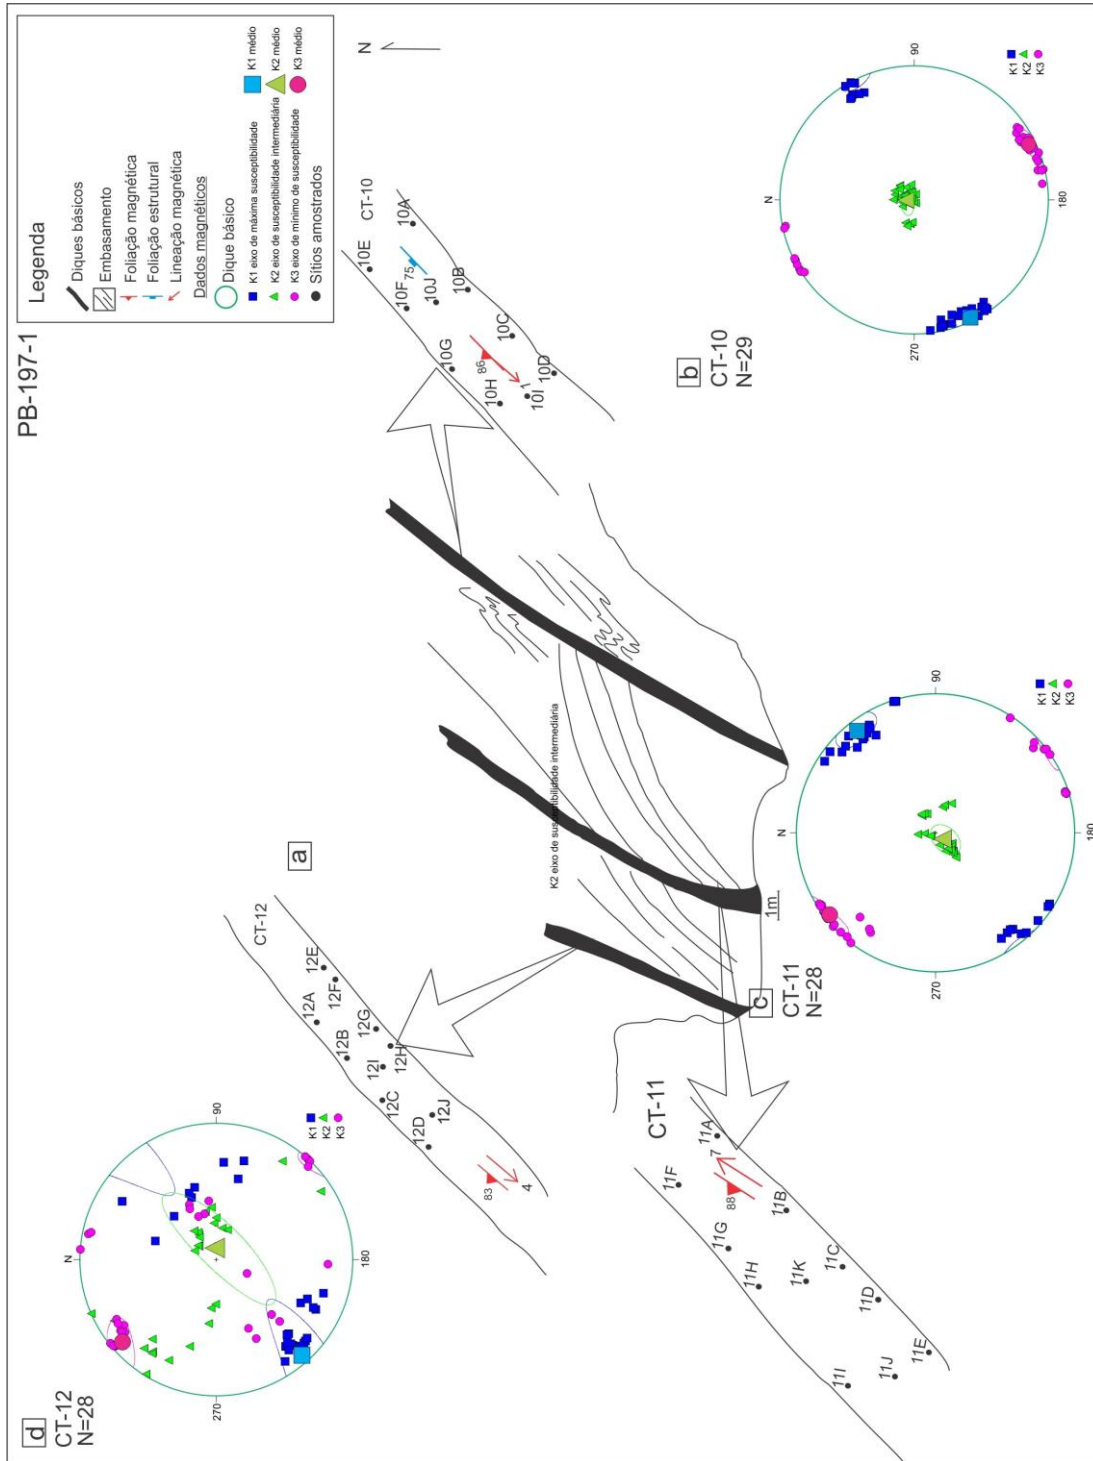 PB-197-1
Legenda
Diques básicos
Embasamento
Foliação magnética
Foliação estrutural
Lineação magnética
Dados magnéticos
Dique básico
K1 eixo de máxima susceptibilidade
K2 eixo de susceptibilidade intermediária
K3 eixo de mínimo de susceptibilidade
Sítios amostrados
K1 médio
K2 médio
K3 médio
N
d
CT-12
N=28
N
90
180
270
K1
K2
K3
a
CT-12
12A
12B
12C
12D
12E
12F
12G
12H
12I
12J
83
4
CT-10
10E
10A
10F
75
10J
10B
10G
10C
86
10H
10I
1
10D
K2 eixo de susceptibilidade intermediária
1m
CT-11
11A
7
11F
88
11B
11G
11C
11H
11K
11D
11E
11I
11J
c
CT-11
N=28
N
90
180
270
K1
K2
K3
b
CT-10
N=29
N
90
180
270
K1
K2
K3